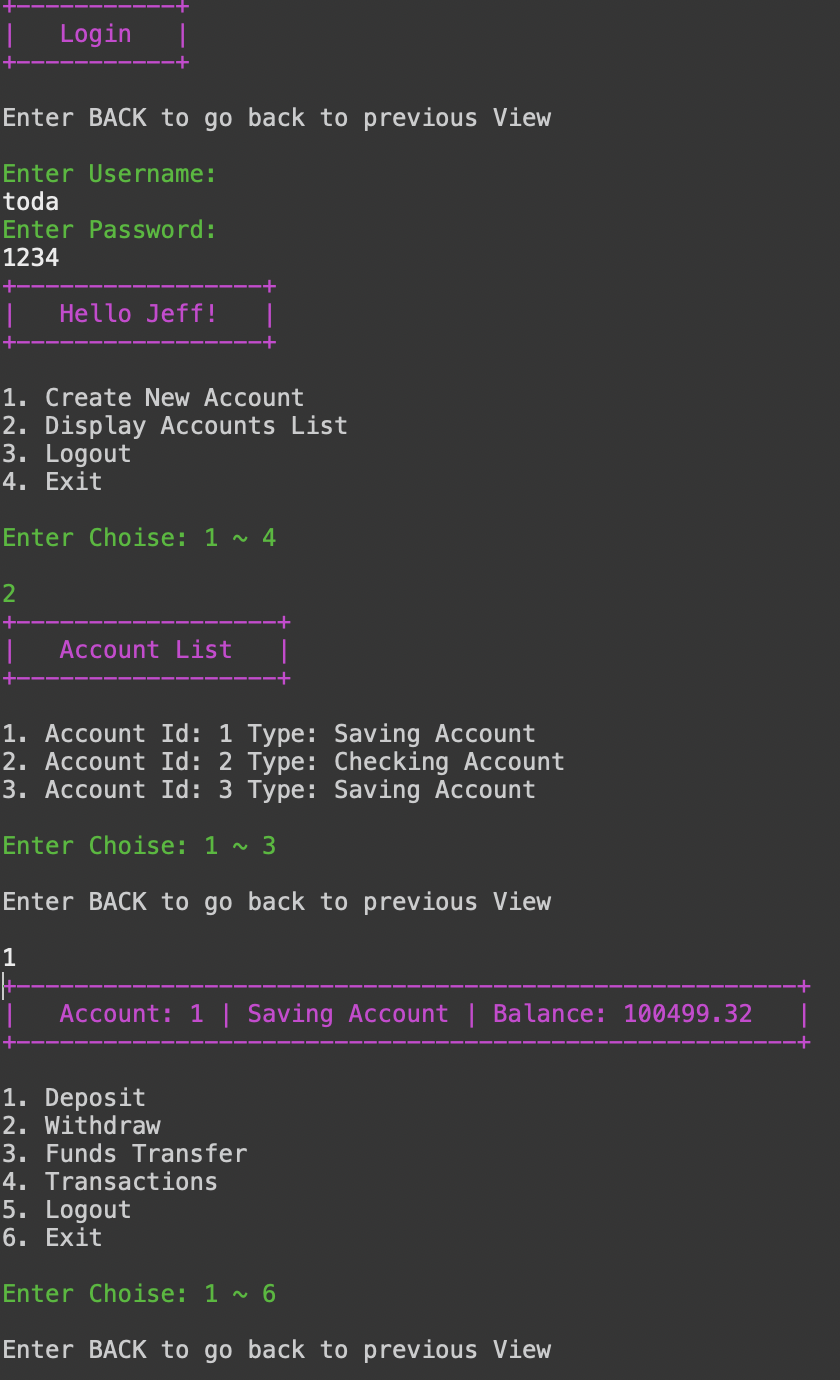 +-----------+
|   Login   |
+-----------+
Enter BACK to go back to previous View
Enter Username:
toda
Enter Password:
1234
+-----------------+
|   Hello Jeff!   |
+-----------------+
1. Create New Account
2. Display Accounts List
3. Logout
4. Exit
Enter Choise: 1 ~ 4
2
+------------------+
|   Account List   |
+------------------+
1. Account Id: 1 Type: Saving Account
2. Account Id: 2 Type: Checking Account
3. Account Id: 3 Type: Saving Account
Enter Choise: 1 ~ 3
Enter BACK to go back to previous View
1
+------------------------------------------------------+
|   Account: 1 | Saving Account | Balance: 100499.32   |
+------------------------------------------------------+
1. Deposit
2. Withdraw
3. Funds Transfer
4. Transactions
5. Logout
6. Exit
Enter Choise: 1 ~ 6
Enter BACK to go back to previous View